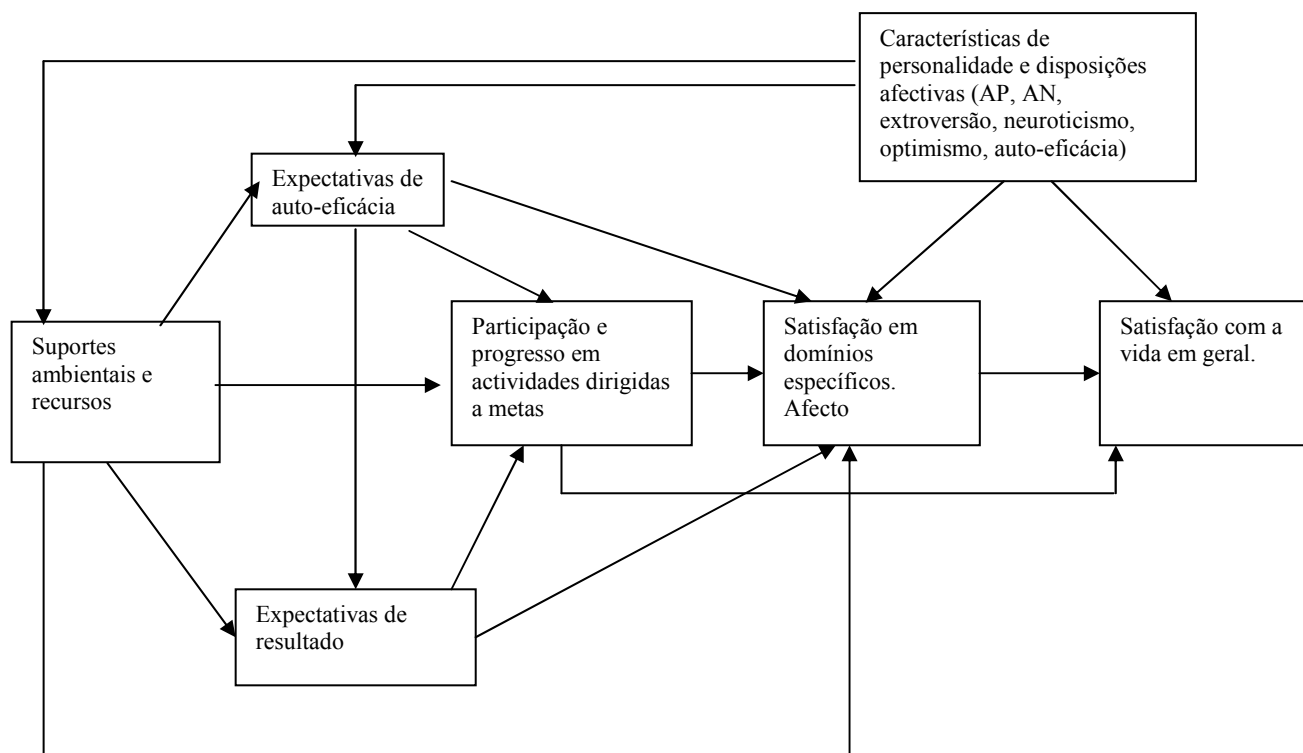 Características de
personalidade e disposições
afectivas (AP, AN,
extroversão, neuroticismo,
optimismo, auto-eficácia)
Expectativas de
auto-eficácia
Suportes
ambientais e
recursos
Participação e
progresso em
actividades dirigidas
a metas
Satisfação em
domínios
específicos.
Afecto
Satisfação com a
vida em geral.
Expectativas de
resultado